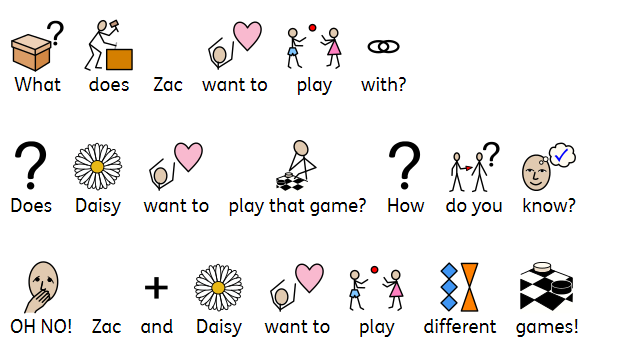 What does Zac want to play with?
Does Daisy want to play that game? How do you know?
OH NO! Zac and Daisy want to play different games!